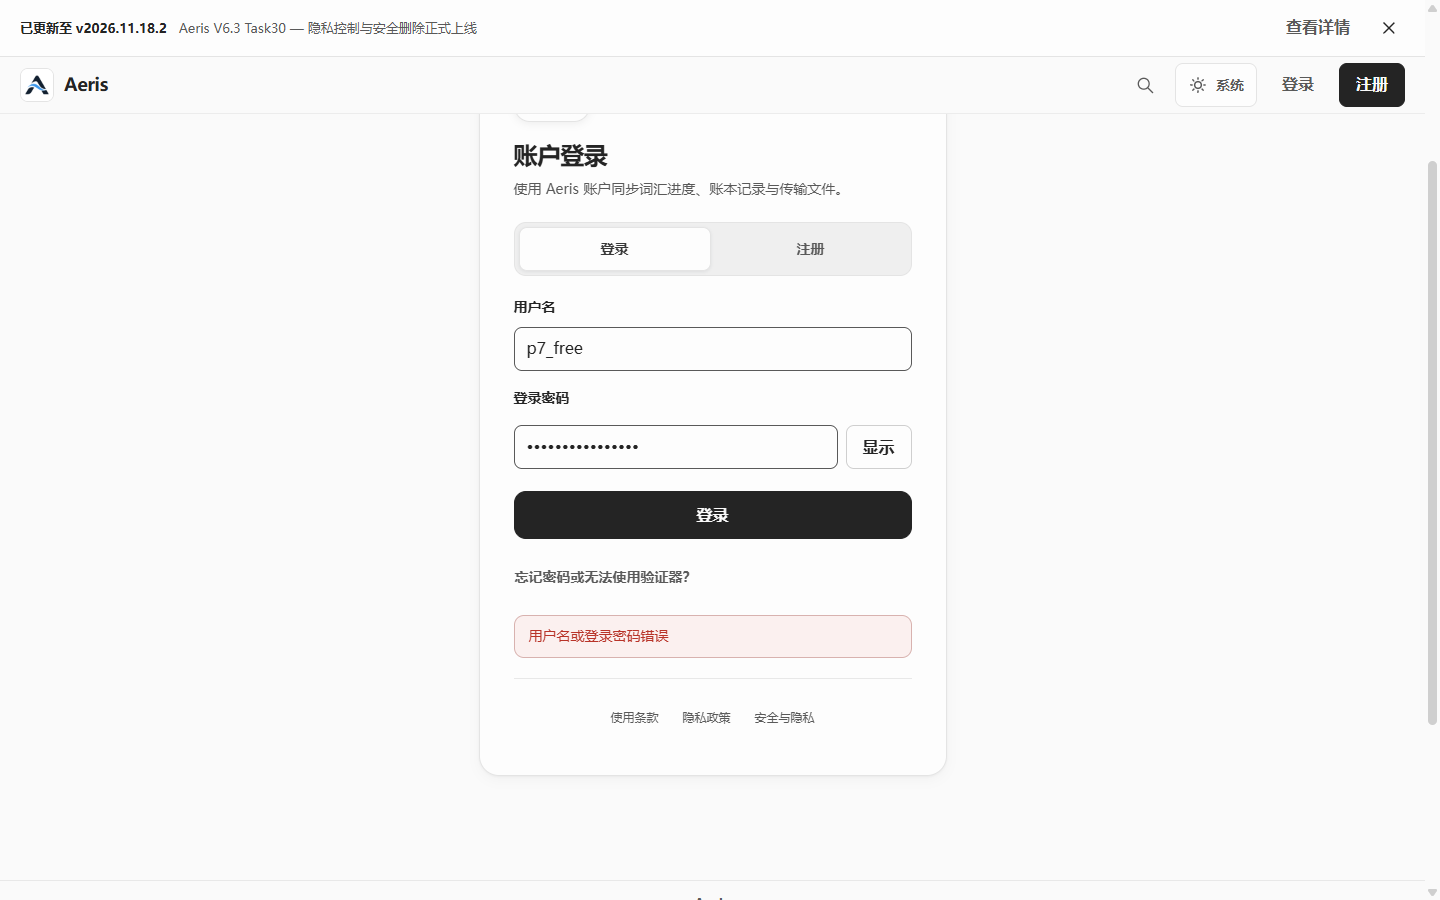 已更新至 v2026.11.18.2 Aeris V6.3 Task30 — 隐私控制与安全删除正式上线 查看详情
Aeris 系统 登录 注册
账户登录
使用 Aeris 账户同步词汇进度、账本记录与传输文件。
登录 注册
用户名
p7_free
登录密码
•••••••••••••••• 显示
登录
忘记密码或无法使用验证器？
用户名或登录密码错误
使用条款 隐私政策 安全与隐私